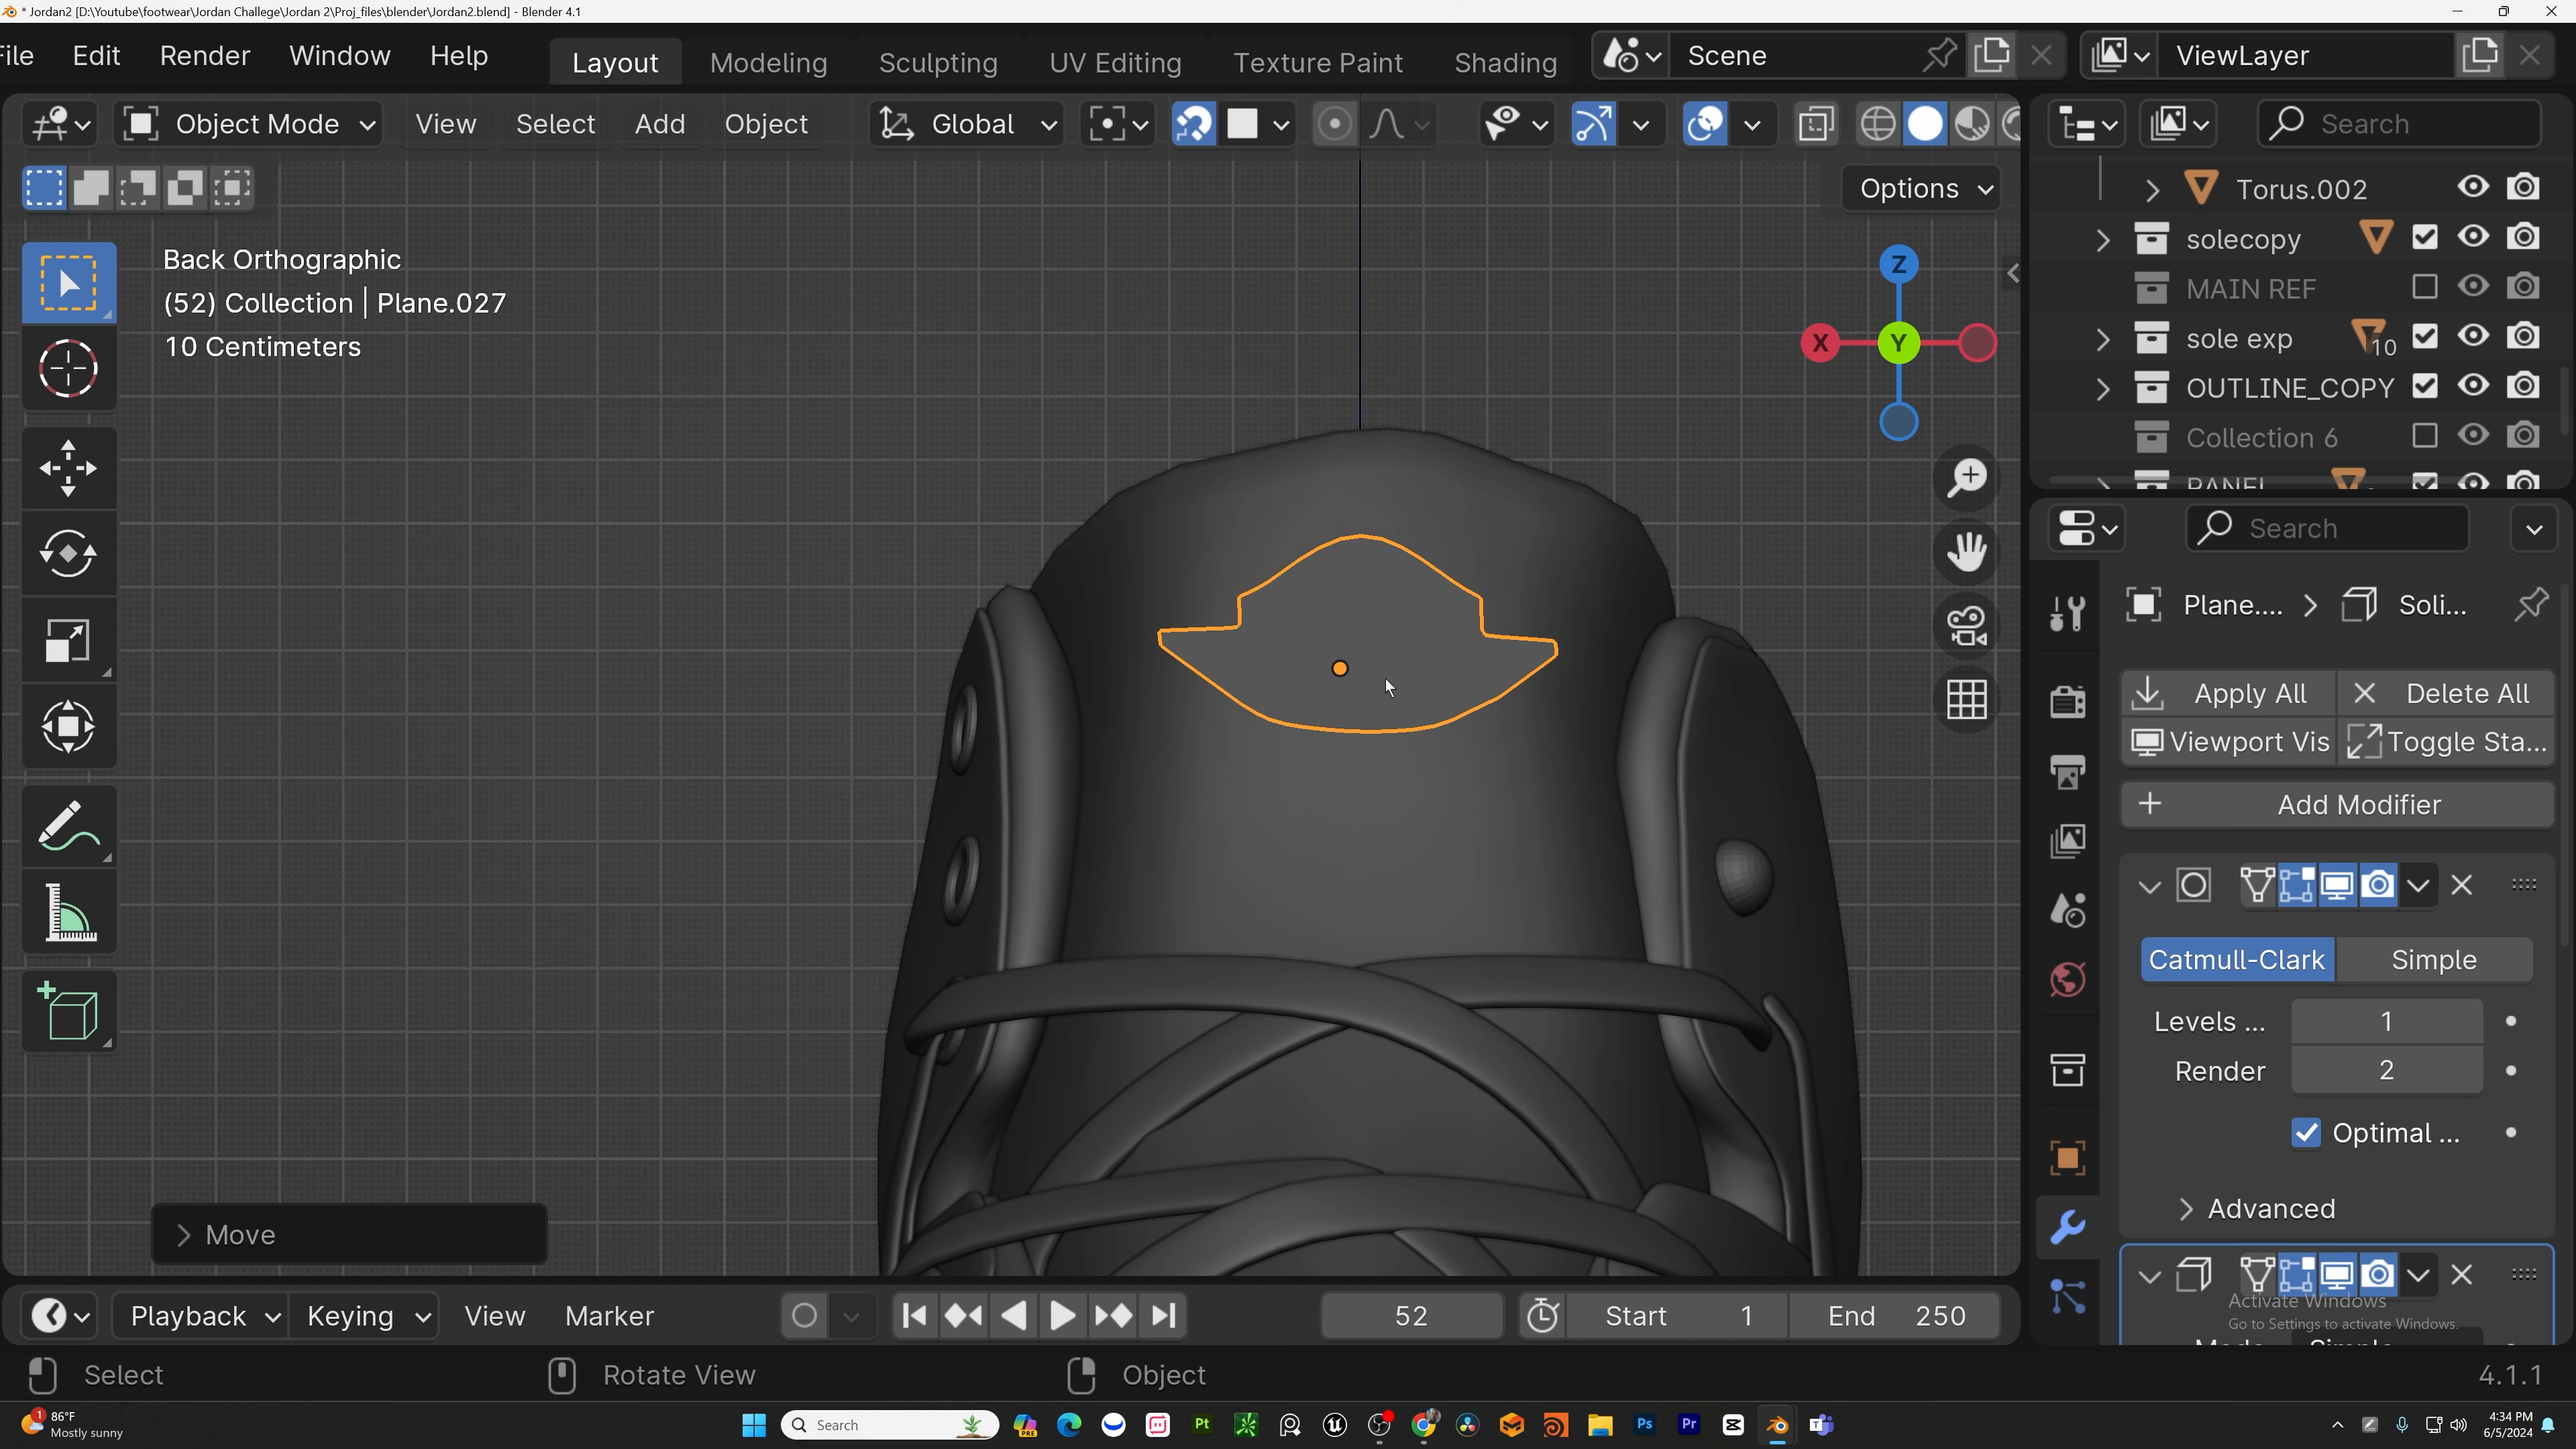 * Jordan2 [D:\Youtube\footwear\Jordan Challege\Jordan 2\Proj_files\blender\Jordan2.blend] - Blender 4.1
File Edit Render Window Help Layout Modeling Sculpting UV Editing Texture Paint Shading Scene ViewLayer
Object Mode View Select Add Object Global Search
Options
Back Orthographic
(52) Collection | Plane.027
10 Centimeters
Z
X
Y
Torus.002
solecopy
MAIN REF
sole exp 10
OUTLINE_COPY
Collection 6
PANEL
Search
Plane.... Soli...
Apply All Delete All
Viewport Vis Toggle Sta...
Add Modifier
Catmull-Clark Simple
Levels ... 1
Render 2
Optimal ...
Advanced
Move
Activate Windows
Go to Settings to activate Windows.
Playback Keying View Marker 52 Start 1 End 250
Select Rotate View Object 4.1.1
1
86°F
Mostly sunny
Search
PRE
Pt
Ps
Pr
4:34 PM
6/5/2024